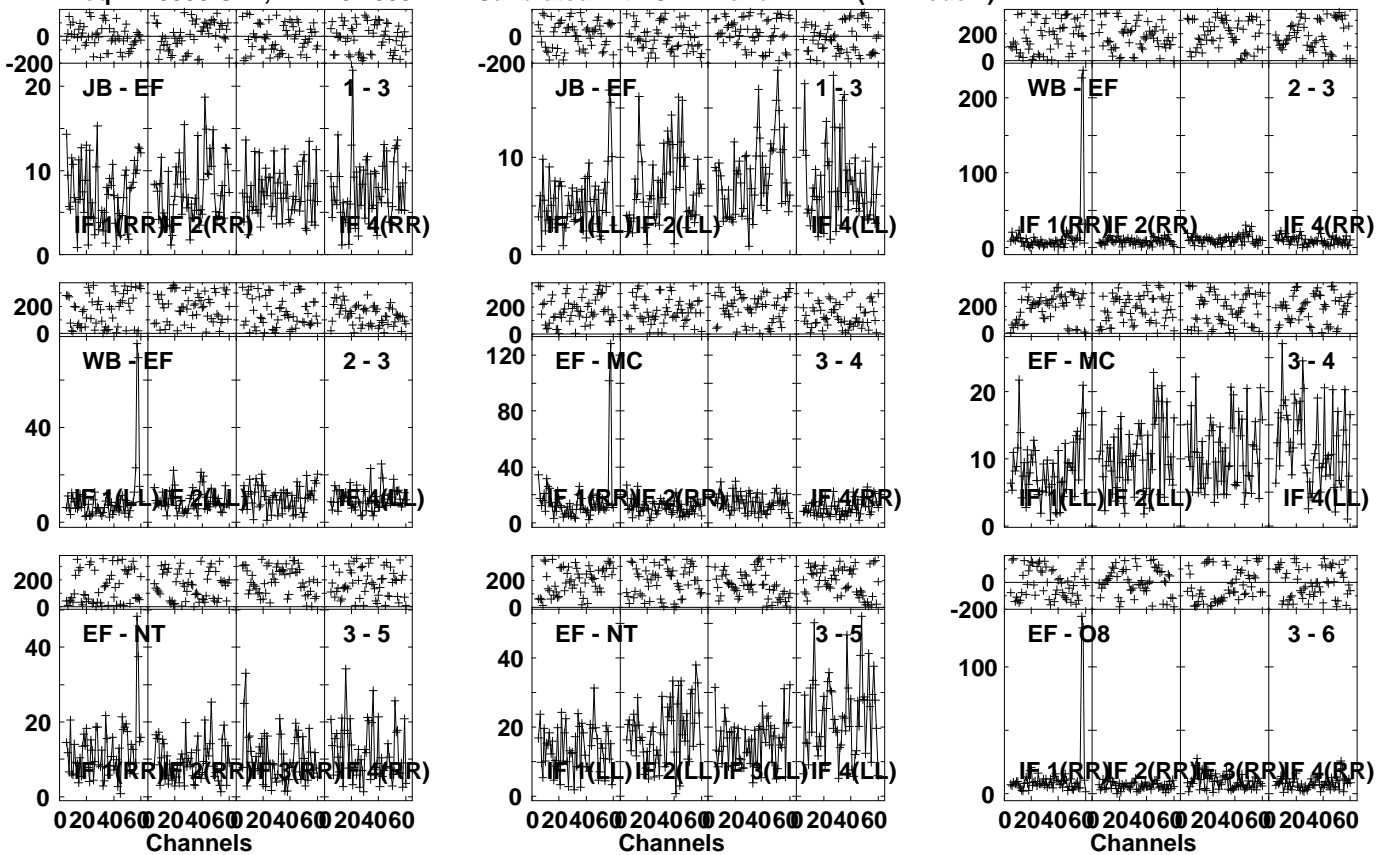 0
-200
20
10
0
JB - EF
1 - 3
IF 1(RR)
IF 2(RR)
IF 4(RR)
0
-200
10
0
JB - EF
1 - 3
IF 1(LL)
IF 2(LL)
IF 4(LL)
200
0
200
100
0
WB - EF
2 - 3
IF 1(RR)
IF 2(RR)
IF 4(RR)
200
0
40
0
WB - EF
2 - 3
IF 1(LL)
IF 2(LL)
IF 4(LL)
200
0
120
80
40
0
EF - MC
3 - 4
IF 1(RR)
IF 2(RR)
IF 4(RR)
200
0
20
10
0
EF - MC
3 - 4
IF 1(LL)
IF 2(LL)
IF 4(LL)
200
0
40
20
0
EF - NT
3 - 5
IF 1(RR)
IF 2(RR)
IF 3(RR)
IF 4(RR)
0 20 40 60 0 20 40 60 0 20 40 60 0 20 40 60
Channels
200
0
40
20
0
EF - NT
3 - 5
IF 1(LL)
IF 2(LL)
IF 3(LL)
IF 4(LL)
0 20 40 60 0 20 40 60 0 20 40 60 0 20 40 60
Channels
0
-200
100
0
EF - O8
3 - 6
IF 1(RR)
IF 2(RR)
IF 3(RR)
IF 4(RR)
0 20 40 60 0 20 40 60 0 20 40 60 0 20 40 60
Channels